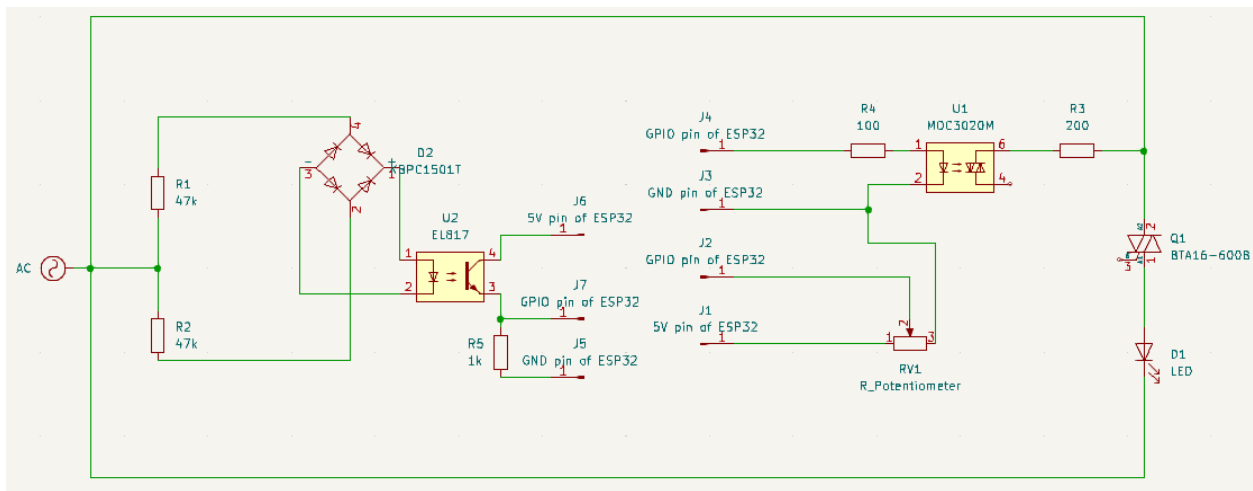 AC
R1
47k
R2
47k
4
3
2
1
-
+
D2
KBPC1501T
U2
EL817
1
2
4
3
J6
5V pin of ESP32
1
J7
GPIO pin of ESP32
1
R5
1k
J5
GND pin of ESP32
1
J4
GPIO pin of ESP32
1
J3
GND pin of ESP32
1
J2
GPIO pin of ESP32
1
J1
5V pin of ESP32
1
R4
100
U1
MOC3020M
1
2
6
4
R3
200
2
1
3
RV1
R_Potentiometer
2
1
3
Q1
BTA16-600B
D1
LED